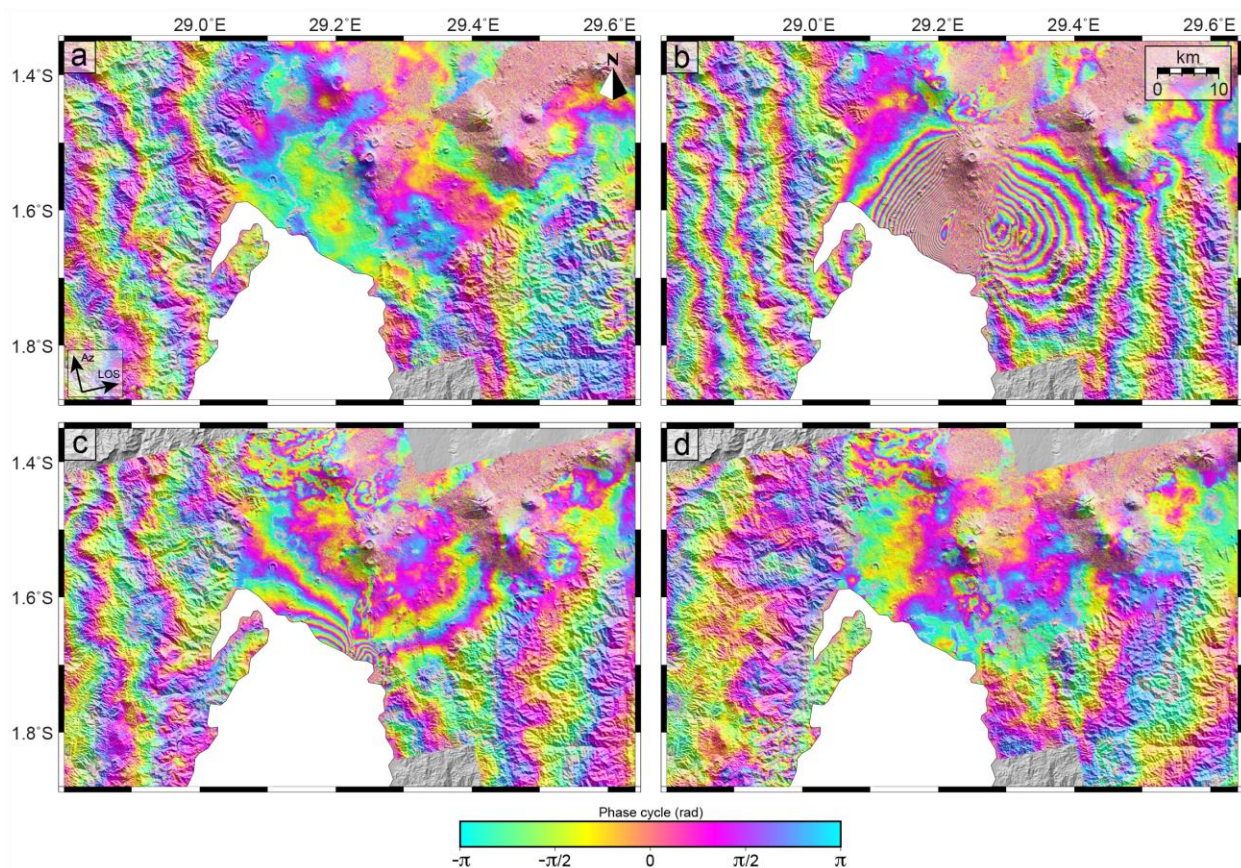 29.0°E 29.2°E 29.4°E 29.6°E 29.0°E 29.2°E 29.4°E 29.6°E
a N b km
0 10
1.4°S
1.6°S
1.8°S
Az
LOS
c d
1.4°S
1.6°S
1.8°S
Phase cycle (rad)
-π -π/2 0 π/2 π